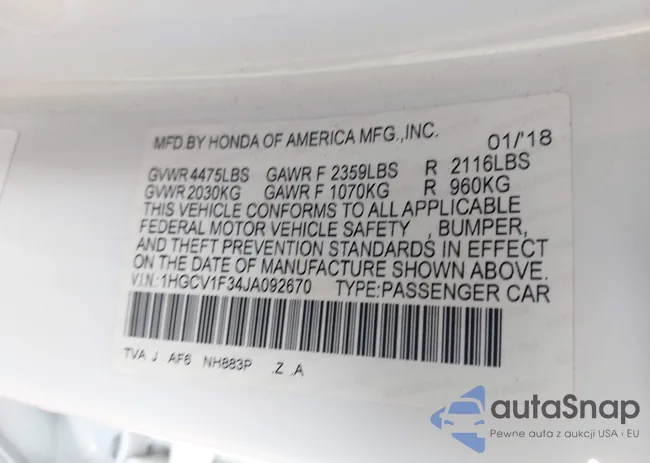 MFD.BY HONDA OF AMERICA MFG.,INC. 01/'18
GVWR 4475LBS GAWR F 2359LBS R 2116LBS
GVWR 2030KG GAWR F 1070KG R 960KG
THIS VEHICLE CONFORMS TO ALL APPLICABLE
FEDERAL MOTOR VEHICLE SAFETY , BUMPER,
AND THEFT PREVENTION STANDARDS IN EFFECT
ON THE DATE OF MANUFACTURE SHOWN ABOVE.
V.I.N.: 1HGCV1F34JA092670 TYPE:PASSENGER CAR
TVA J AF6 NH883P .Z .A
autaSnap
Pewne auta z aukcji USA i EU